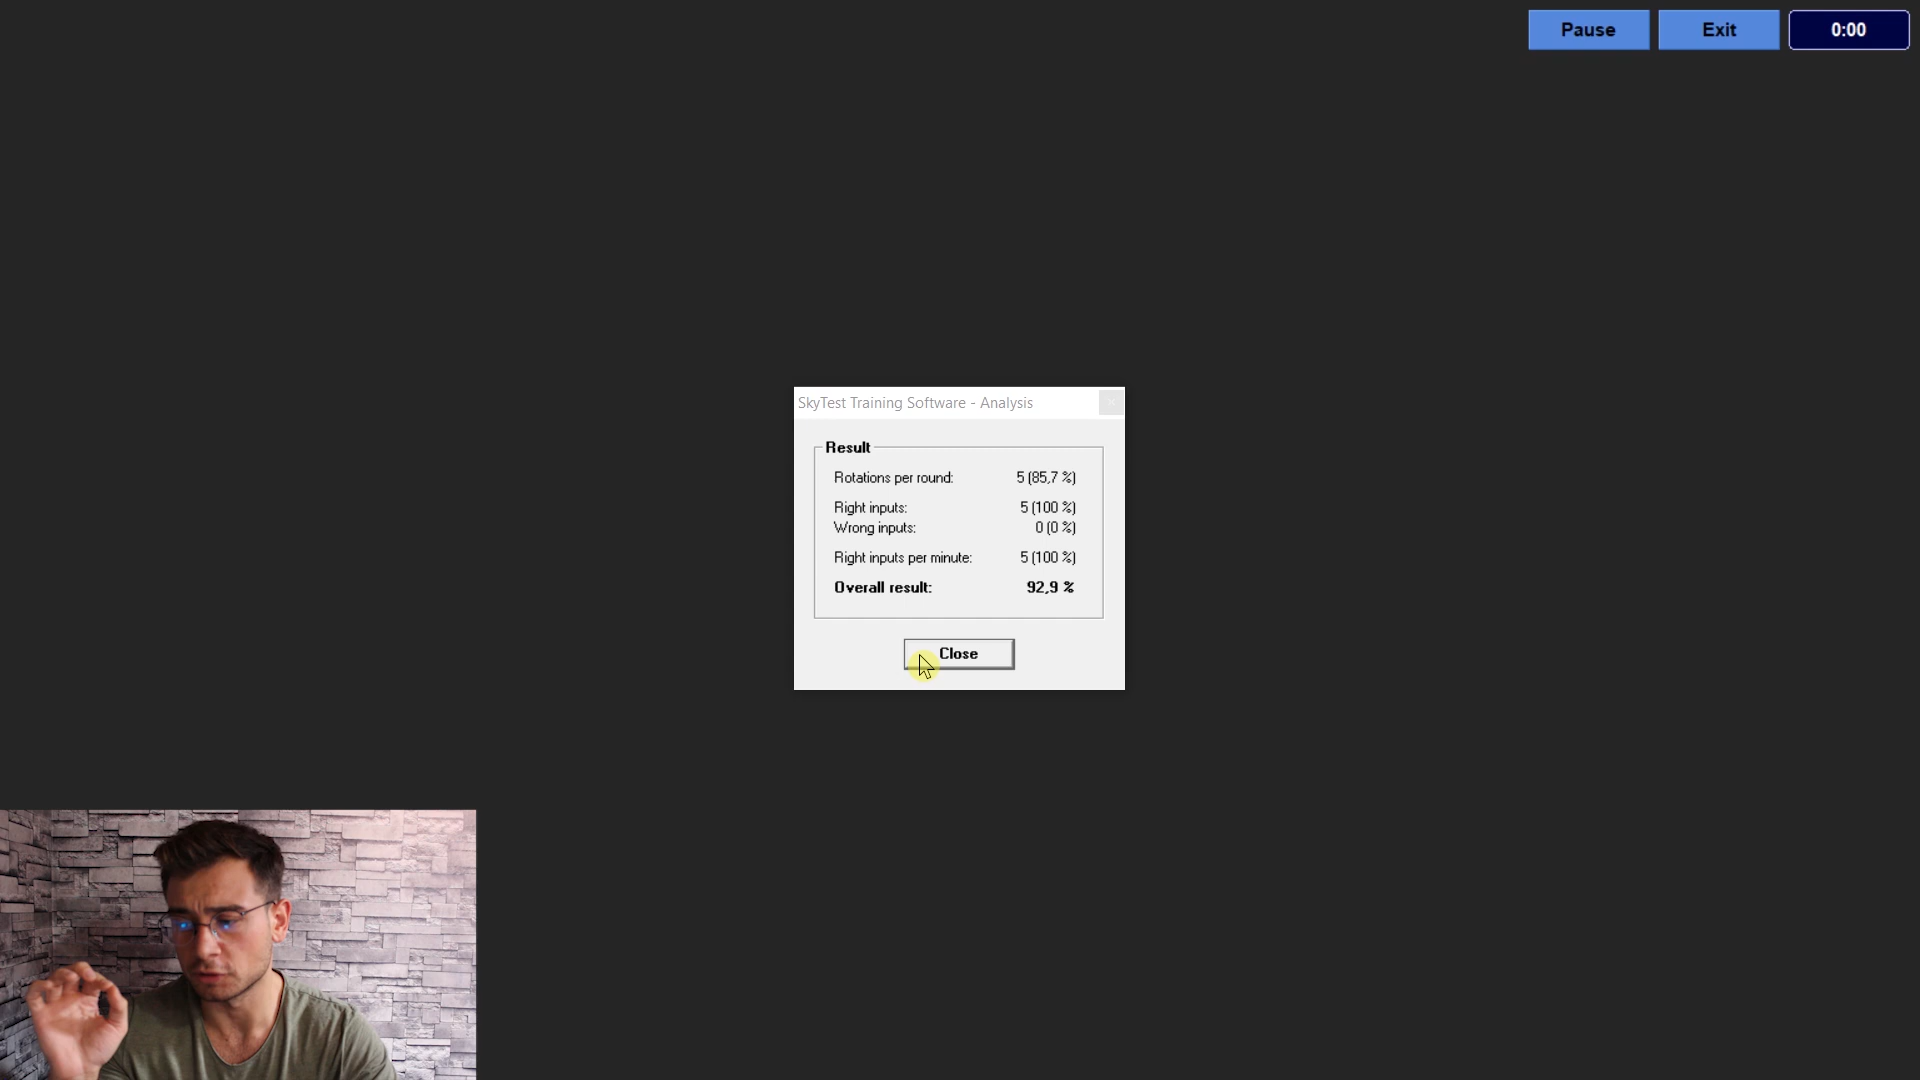 Pause Exit 0:00
SkyTest Training Software - Analysis
Result
Rotations per round: 5 (85,7 %)
Right inputs: 5 (100 %)
Wrong inputs: 0 (0 %)
Right inputs per minute: 5 (100 %)
Overall result: 92,9 %
Close